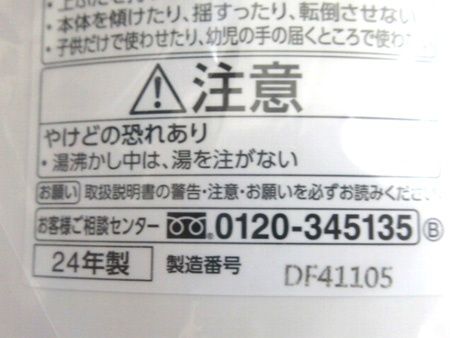 ・本体を傾けたり、揺すったり、転倒させない
・子供だけで使わせたり、幼児の手の届くところで使わ
注意
やけどの恐れあり
・湯沸かし中は、湯を注がない
お願い 取扱説明書の警告・注意・お願いを必ずお読みくださ
お客様ご相談センター 0120-345135 B
24年製 製造番号 DF41105